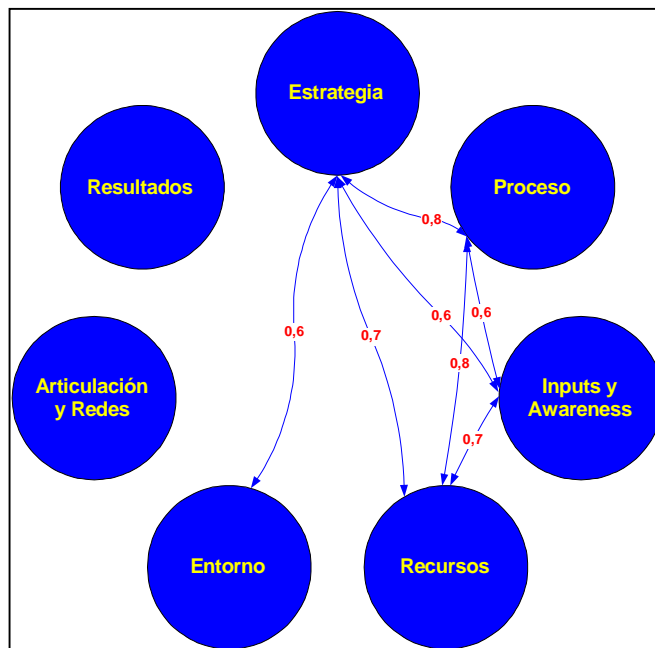 Estrategia
Resultados
Proceso
0,8
0,6
0,7
0,6
0,6
0,8
Articulación
y Redes
Inputs y
Awareness
0,7
Entorno
Recursos